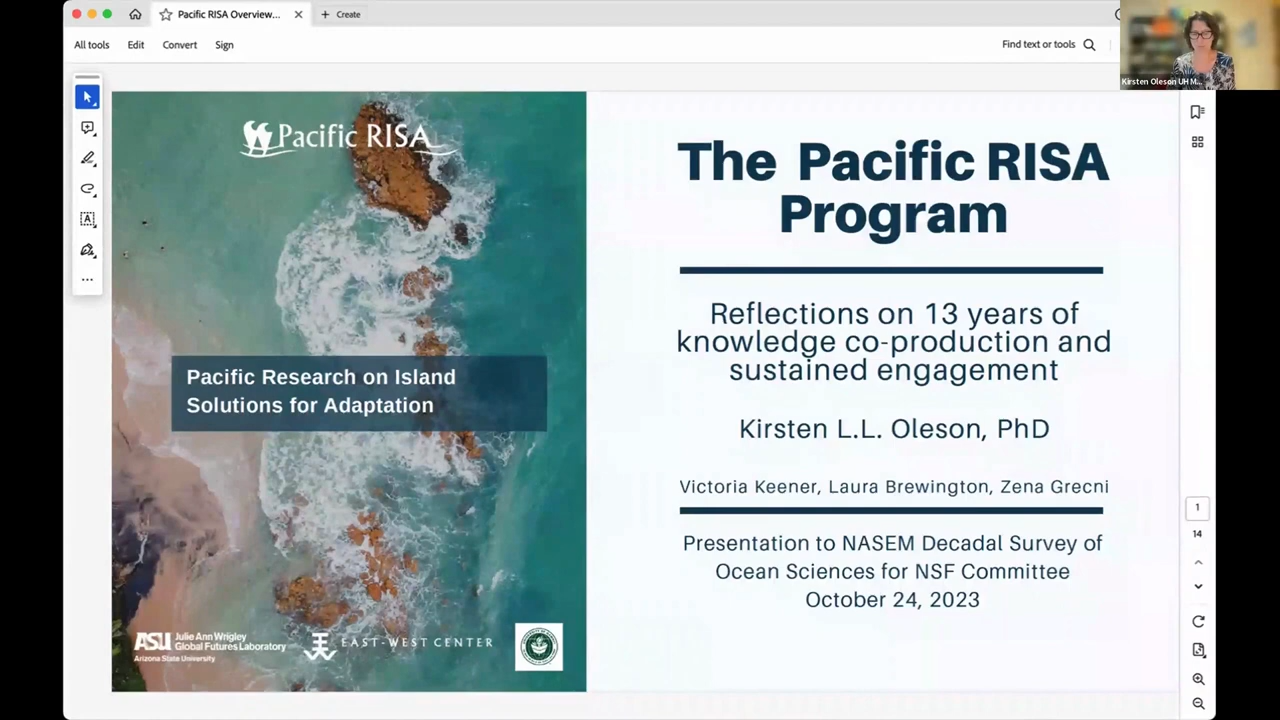 Pacific RISA Overview...
Create
All tools
Edit
Convert
Sign
Find text or tools
Kirsten Oleson UH M...
Pacific RISA
Pacific Research on Island
Solutions for Adaptation
ASU Julie Ann Wrigley
Global Futures Laboratory
Arizona State University
EAST-WEST CENTER
The Pacific RISA
Program
Reflections on 13 years of
knowledge co-production and
sustained engagement
Kirsten L.L. Oleson, PhD
Victoria Keener, Laura Brewington, Zena Grecni
Presentation to NASEM Decadal Survey of
Ocean Sciences for NSF Committee
October 24, 2023
1
14